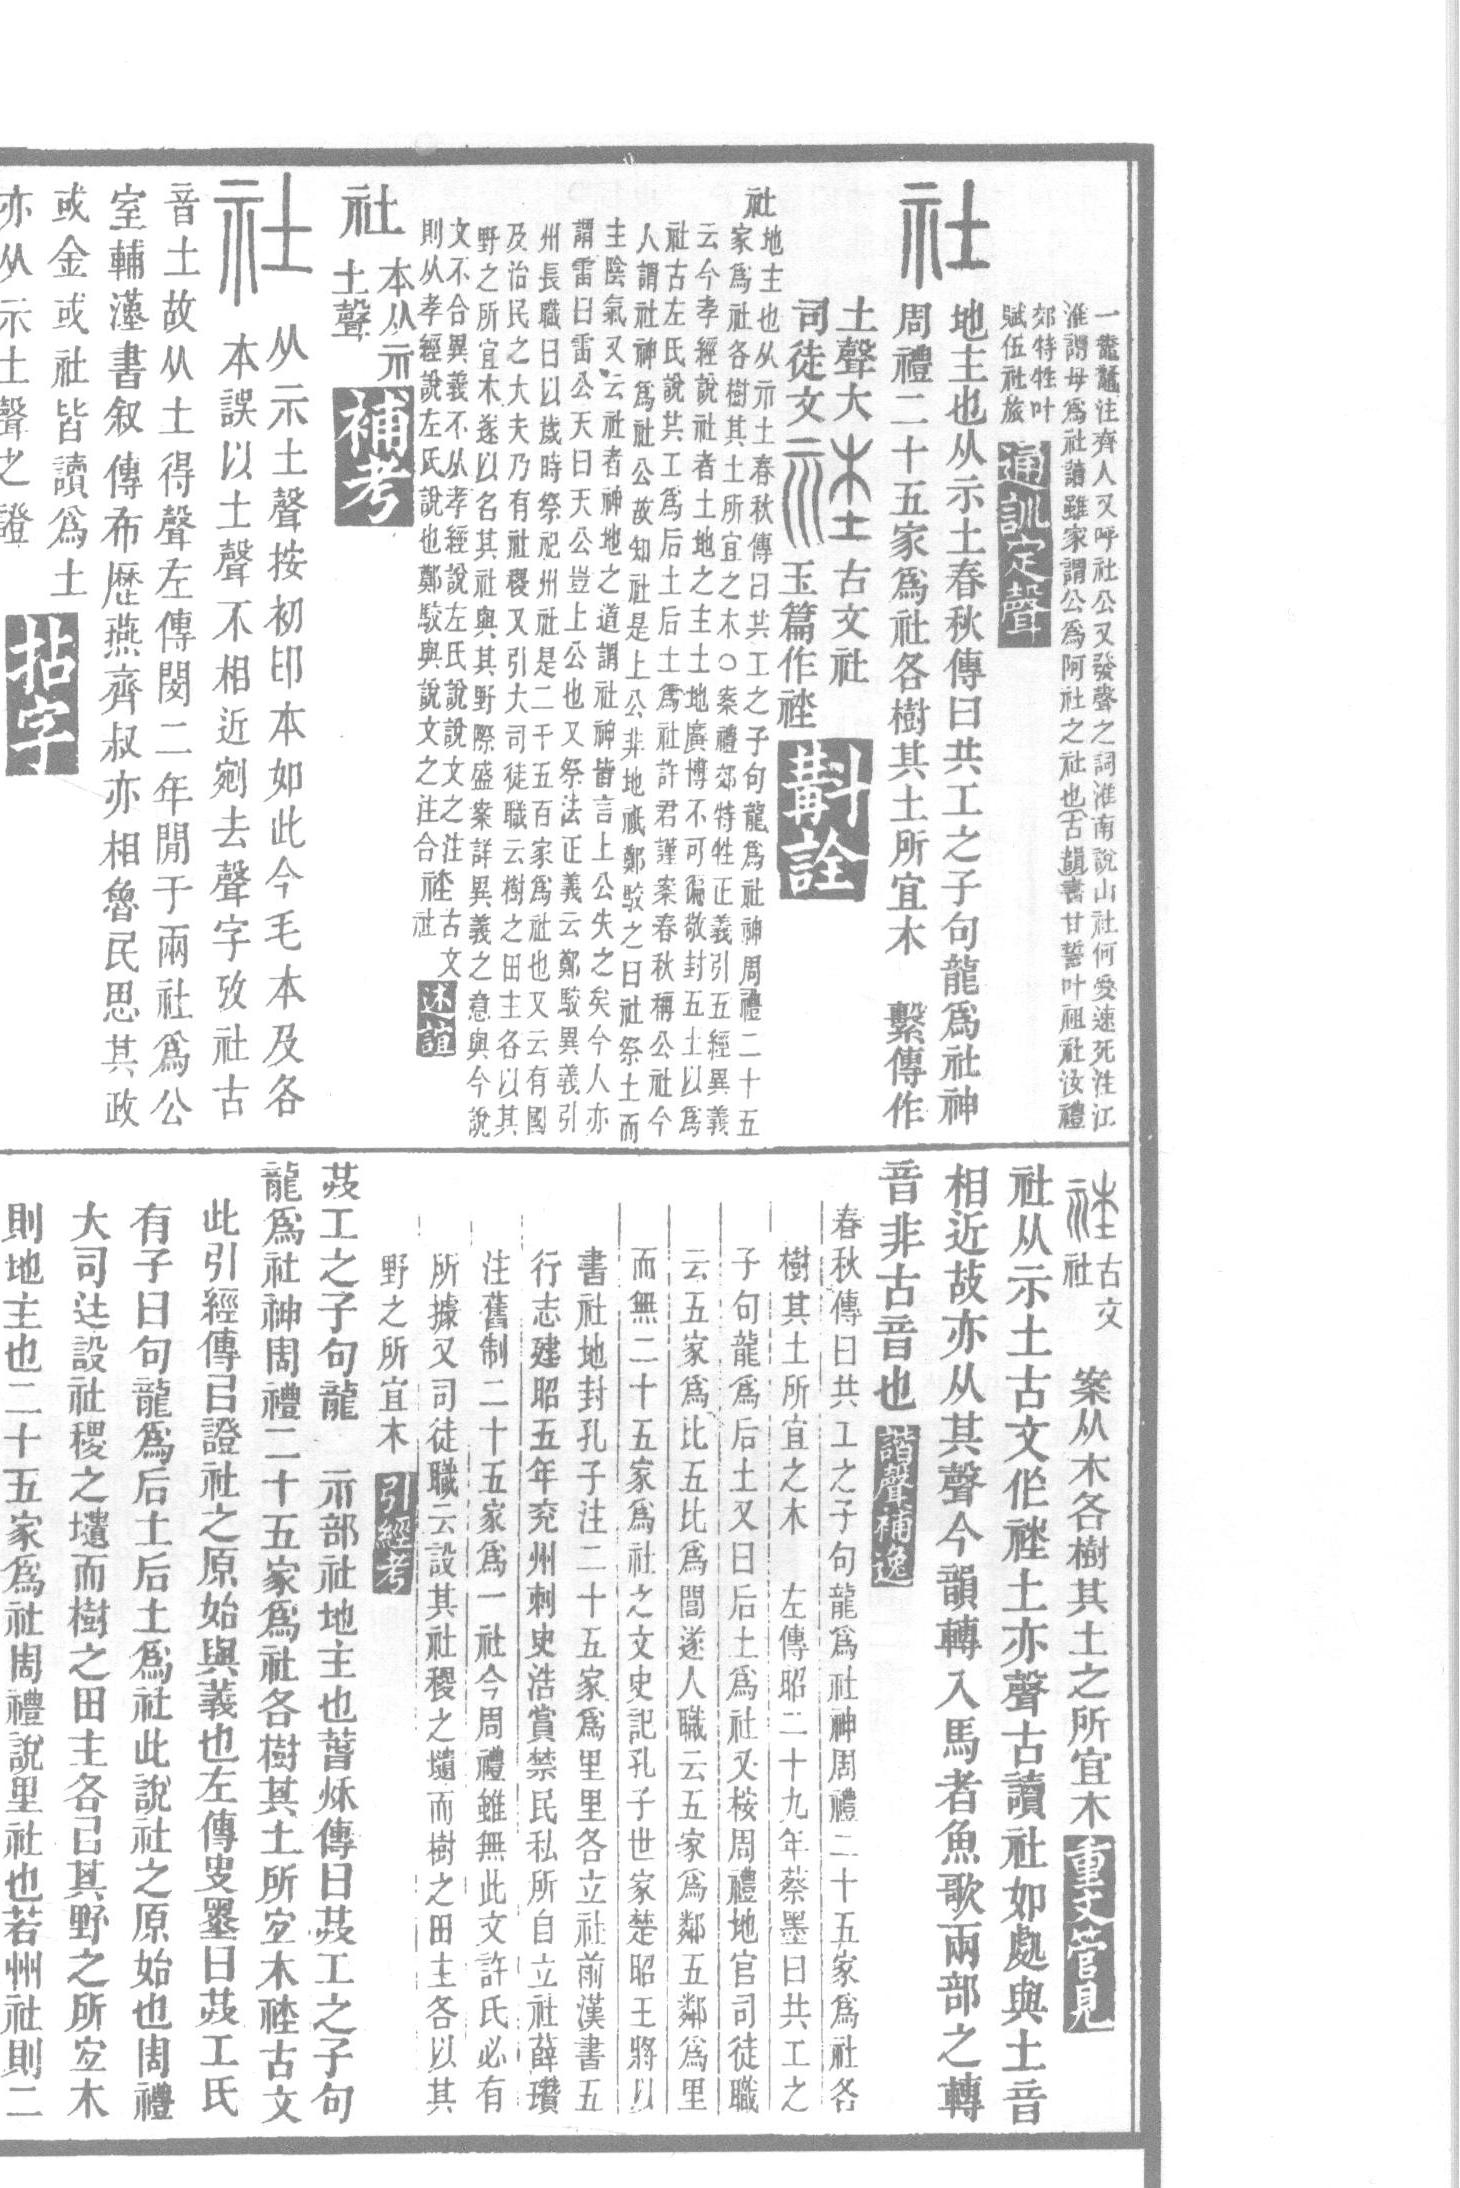 一龍鼇注齊人又呼社公又發聲之詞淮南說山社何愛速死注江
淮謂母爲社讀雖家謂公爲阿社之社也(古韻書甘誓叶祖社汝禮
郊特牲叶
賦伍社旅
通訓定聲
社
地主也从示土春秋傳曰共工之子句龍爲社神
周禮二十五家爲社各樹其土所宜木 繫傳作
土聲大 𥙭 古文社
司徒文 玉篇作𥙭
斠詮
社地主也从示土春秋傳曰共工之子句龍爲社神周禮二十五
家爲社各樹其土所宜之木○案禮郊特牲正義引五經異義
云今孝經說社者土地之主土地廣博不可徧敬封五土以爲
社古左氏說共工爲后土后土爲社許君謹案春秋稱公社今
人謂社神爲社公故知社是上公非地祇鄭駁之曰社祭土而
主陰氣又云社者神地之道謂社神皆言上公失之矣今人亦
謂雷曰雷公天曰天公豈上公也又祭法正義云鄭駁異義引
州長職曰以歲時祭祀州社是二千五百家爲社也又云有國
及治民之大夫乃有社稷又引大司徒職云樹之田主各以其
野之所宜木遂以名其社與其野際盛案詳異義之意與今說
文不合異義不从孝經說左氏說說文之注𥙭古文
則从孝經說左氏說也鄭駁與說文之注合𥙭社
述誼
社 本从示
土聲
補考
社 从示土聲按初印本如此今毛本及各
本誤以土聲不相近剜去聲字攷社古
音土故从土得聲左傳閔二年閒于兩社爲公
室輔漢書叙傳布歷燕齊叔亦相魯民思其政
或金或社皆讀爲土
拈字
亦从示土聲之證
𥙭 古文
社
案从木各樹其土之所宜木
重文管見
社从示土古文作𥙭土亦聲古讀社如處與土音
相近故亦从其聲今韻轉入馬者魚歌兩部之轉
音非古音也
諧聲補逸
春秋傳曰共工之子句龍爲社神周禮二十五家爲社各
樹其土所宜之木 左傳昭二十九年蔡墨曰共工之
子句龍爲后土又曰后土爲社又桉周禮地官司徒職
云五家爲比五比爲閭遂人職云五家爲鄰五鄰爲里
而無二十五家爲社之文史記孔子世家楚昭王將以
書社地封孔子注二十五家爲里里各立社前漢書五
行志建昭五年兗州刺史浩賞禁民私所自立社薛瓚
注舊制二十五家爲一社今周禮雖無此文許氏必有
所據又司徒職云設其社稷之壝而樹之田主各以其
野之所宜木
引經考
𢀜工之子句龍 示部社地主也萅秌傳曰𢀜工之子句
龍爲社神周禮二十五家爲社各樹其土所宐木𥙭古文
此引經傳㠯證社之原始與義也左傳史墨曰𢀜工氏
有子曰句龍爲后土后土爲社此說社之原始也周禮
大司辻設社稷之壝而樹之田主各㠯其野之所宐木
則地主也二十五家爲社周禮說里社也若州社則二